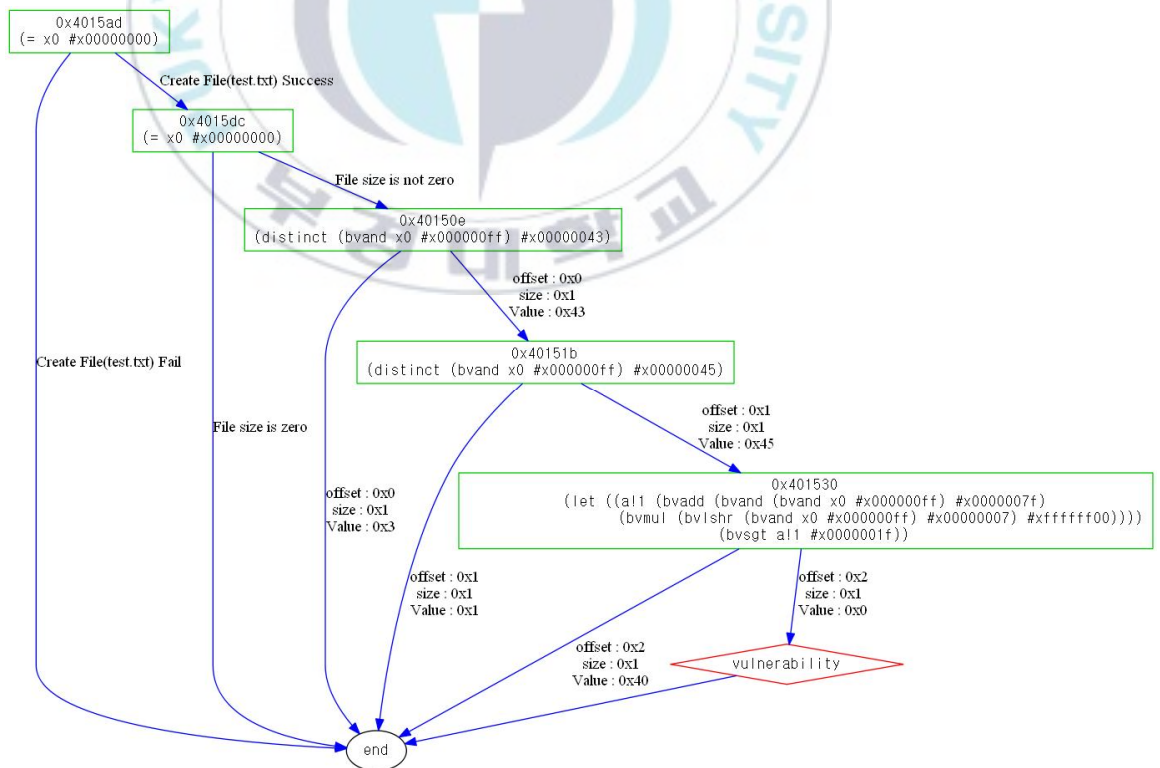 0x4015ad
(= x0 #x00000000)
Create File(test.txt) Success
0x4015dc
(= x0 #x00000000)
File size is not zero
0x40150e
(distinct (bvand x0 #x000000ff) #x00000043)
offset : 0x0
size : 0x1
Value : 0x43
Create File(test.txt) Fail
0x40151b
(distinct (bvand x0 #x000000ff) #x00000045)
File size is zero
offset : 0x1
size : 0x1
Value : 0x45
offset : 0x0
size : 0x1
Value : 0x3
0x401530
(let ((a!1 (bvadd (bvand (bvand x0 #x000000ff) #x0000007f)
(bvmul (bvlshr (bvand x0 #x000000ff) #x00000007) #xffffff00))))
(bvsgt a!1 #x0000001f))
offset : 0x1
size : 0x1
Value : 0x1
offset : 0x2
size : 0x1
Value : 0x0
offset : 0x2
size : 0x1
Value : 0x40
vulnerability
end
SITY